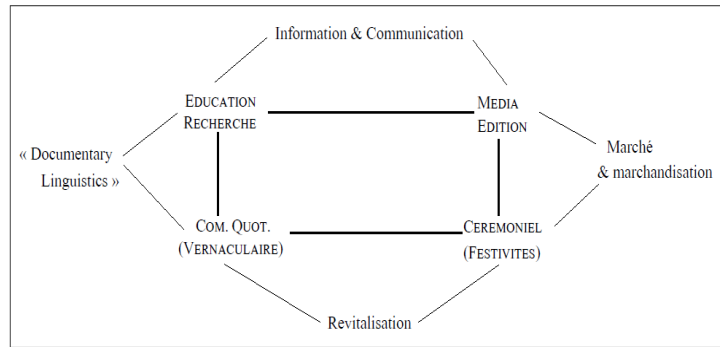 Information & Communication
EDUCATION
RECHERCHE
MEDIA
EDITION
« Documentary
Linguistics »
Marché
& marchandisation
COM. QUOT.
(VERNACULAIRE)
CEREMONIEL
(FESTIVITES)
Revitalisation